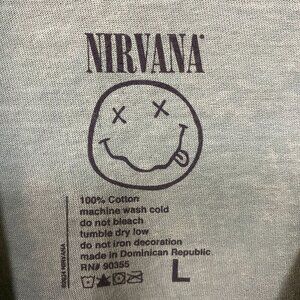 NIRVANA
100% Cotton
machine wash cold
do not bleach
tumble dry low
do not iron decoration
made in Dominican Republic
RN# 90355
L